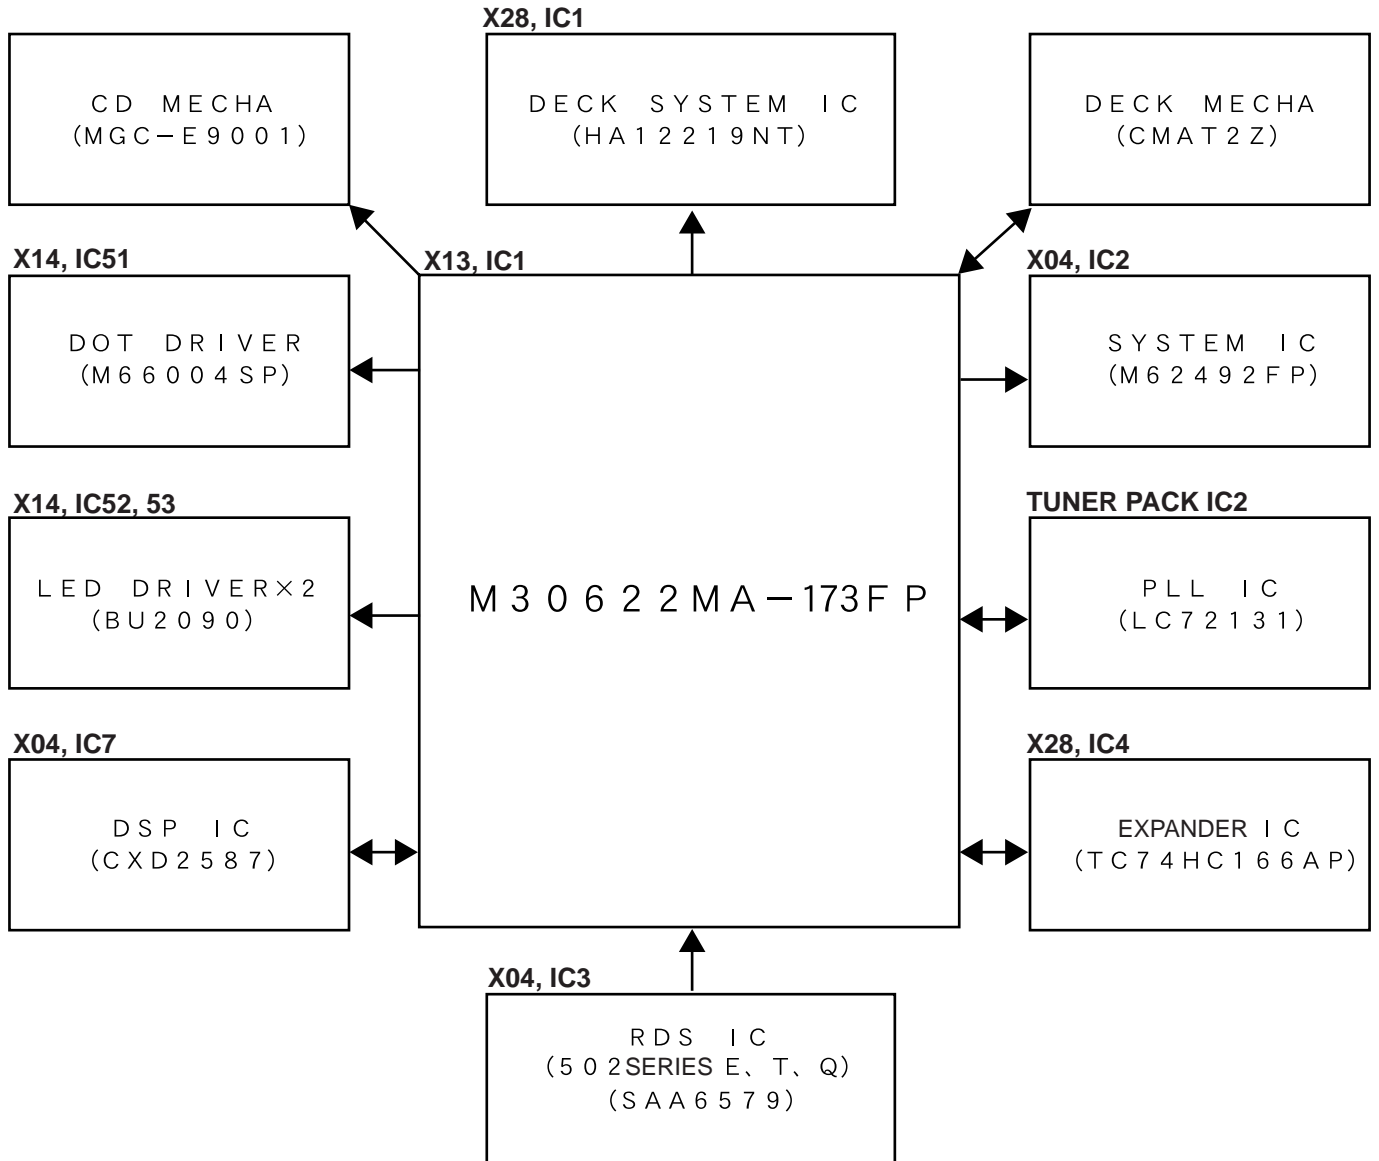 X28, IC1
CD MECHA
(MGC-E9001)
DECK SYSTEM IC
(HA12219NT)
DECK MECHA
(CMAT2Z)
X14, IC51
X13, IC1
X04, IC2
DOT DRIVER
(M66004SP)
SYSTEM IC
(M62492FP)
X14, IC52, 53
TUNER PACK IC2
LED DRIVER×2
(BU2090)
M30622MA-173FP
PLL IC
(LC72131)
X04, IC7
X28, IC4
DSP IC
(CXD2587)
EXPANDER IC
(TC74HC166AP)
X04, IC3
RDS IC
(502SERIES E、T、Q)
(SAA6579)